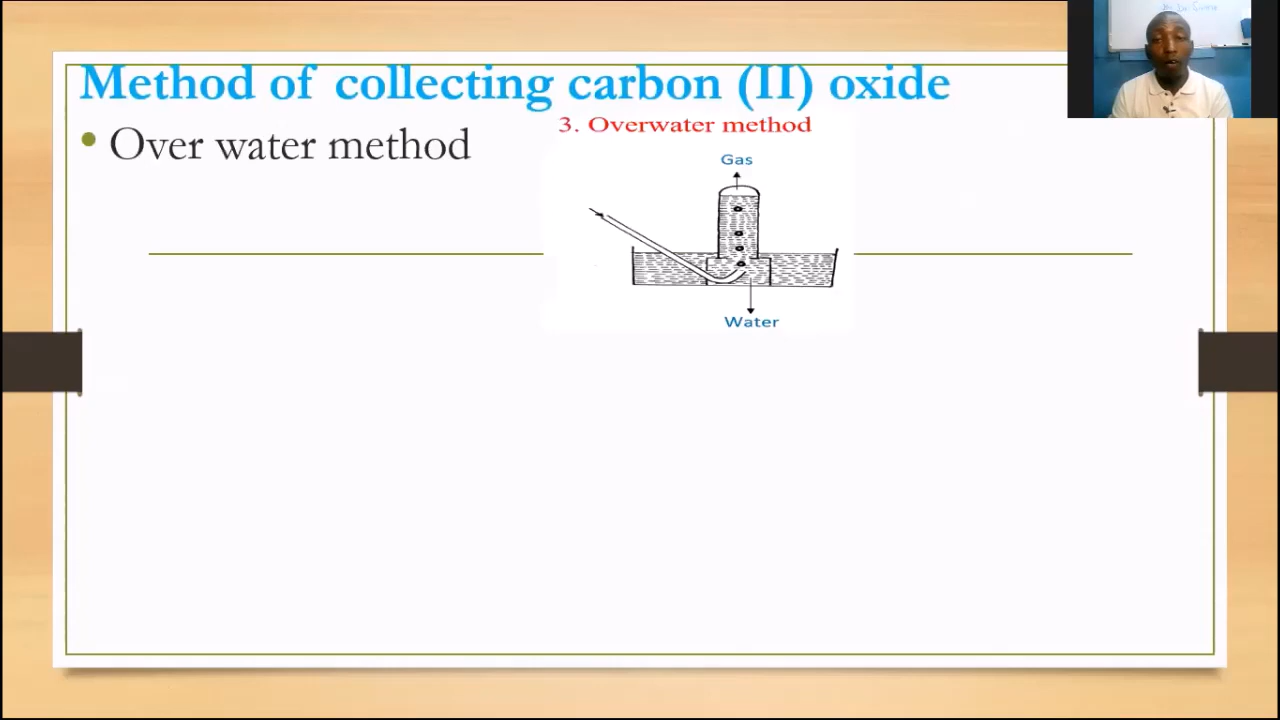 Method of collecting carbon (II) oxide
• Over water method
3. Overwater method
Gas
Water